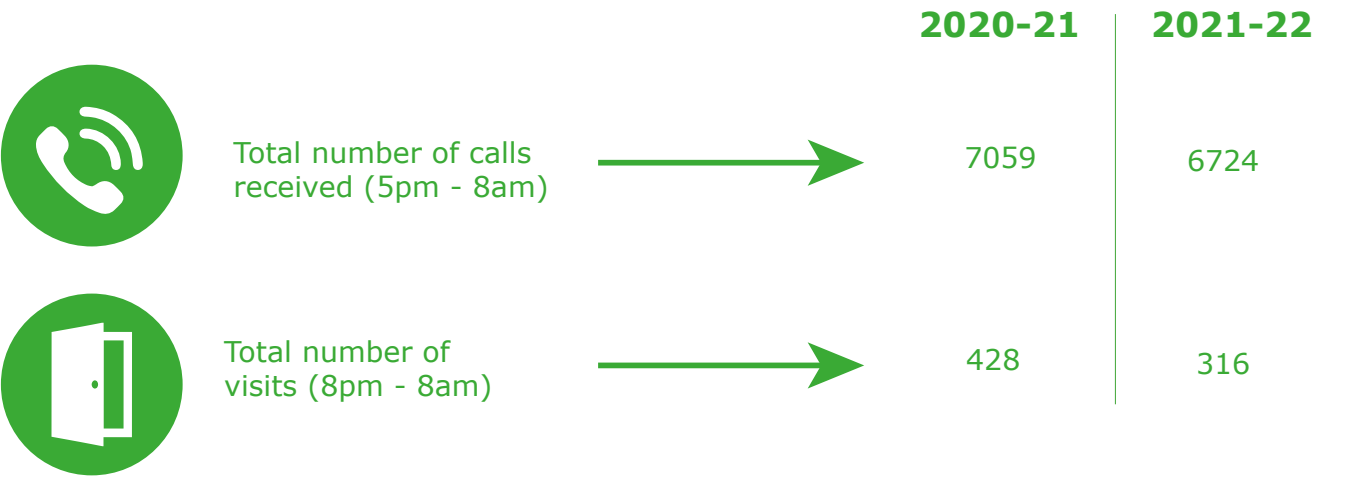 2020-21 2021-22
Total number of calls
received (5pm - 8am)
7059 6724
Total number of
visits (8pm - 8am)
428 316